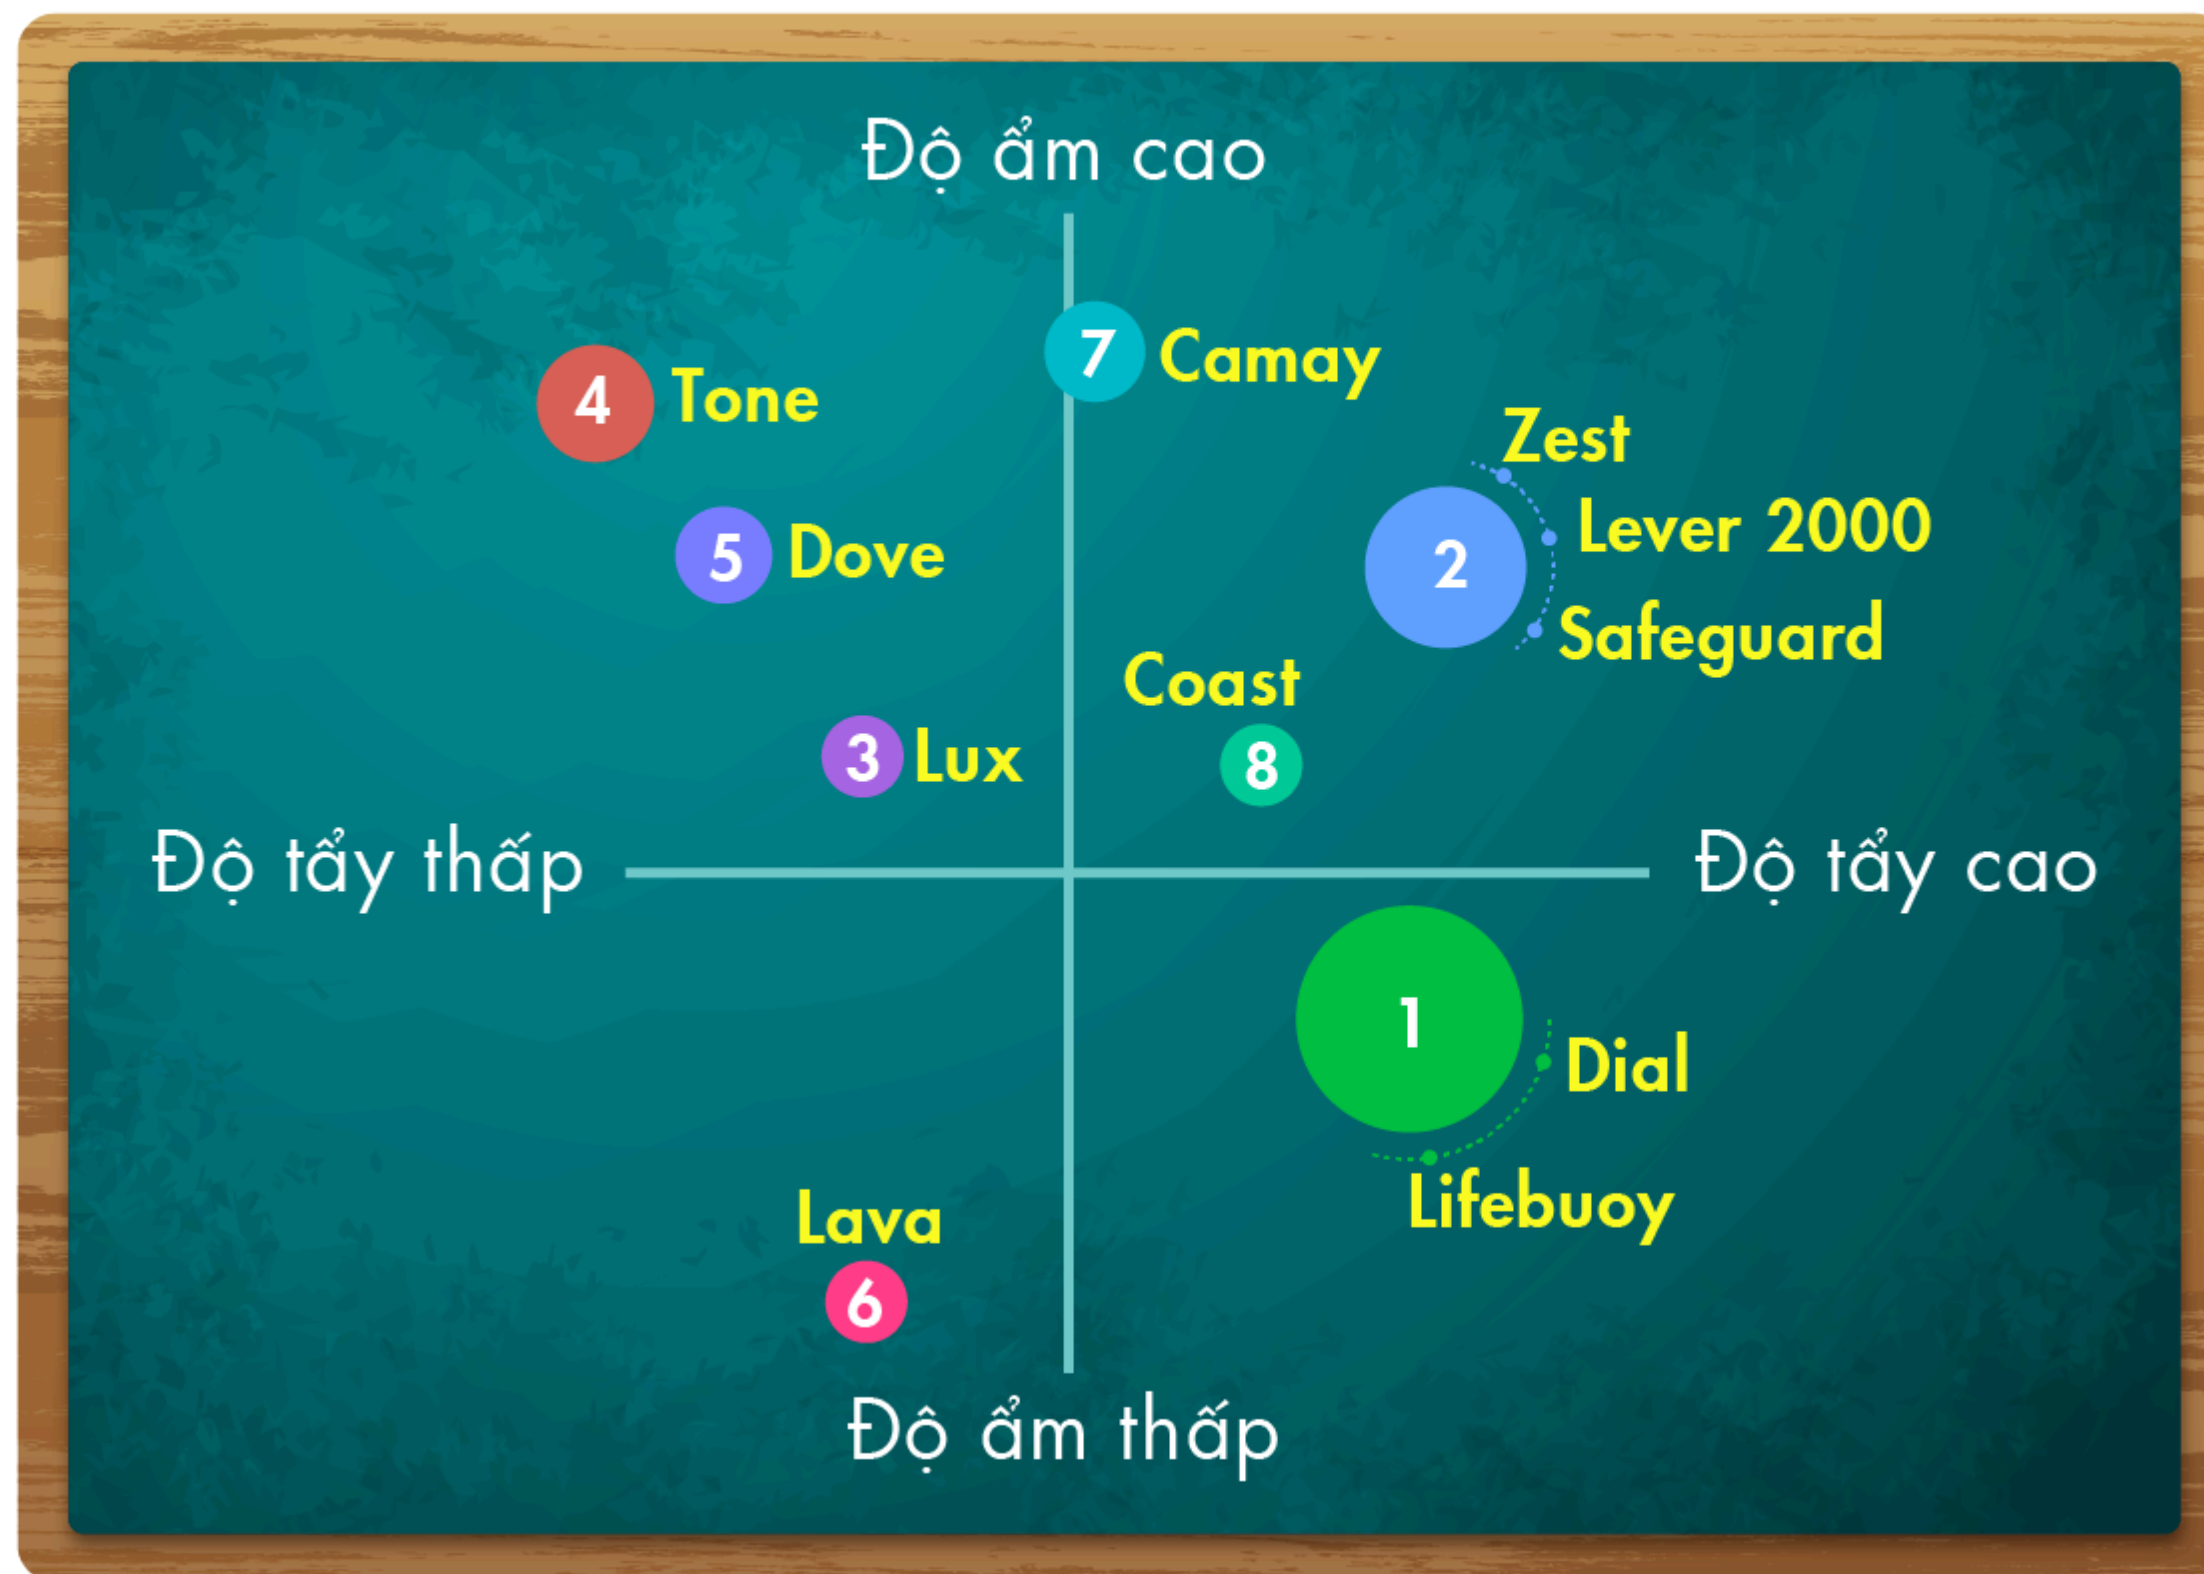 Độ ẩm cao
7 Camay
4 Tone
Zest
Lever 2000
5 Dove
2
Safeguard
Coast
3 Lux
8
Độ tẩy thấp
Độ tẩy cao
1
Dial
Lifebuoy
Lava
6
Độ ẩm thấp